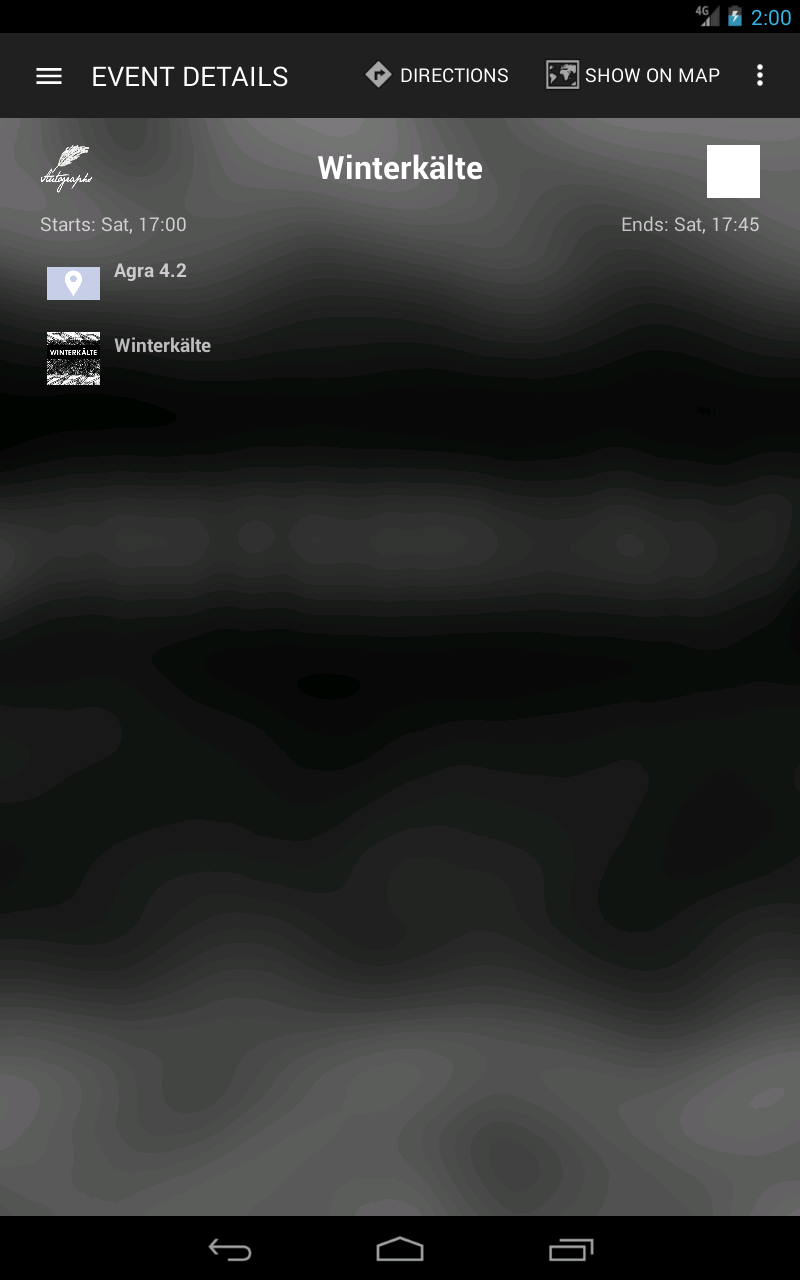 4G 2:00
EVENT DETAILS DIRECTIONS SHOW ON MAP
Autographs
Winterkälte
Starts: Sat, 17:00 Ends: Sat, 17:45
Agra 4.2
WINTERKÄLTE Winterkälte